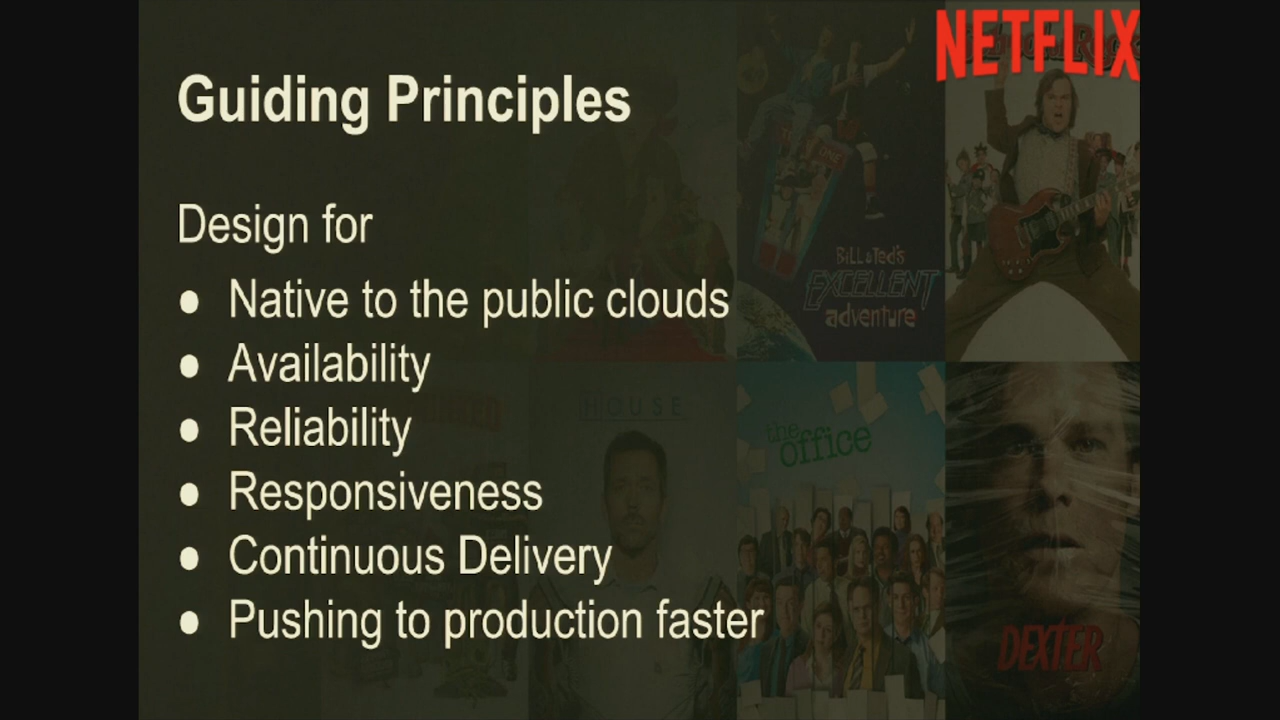 NETFLIX
Guiding Principles
Design for
● Native to the public clouds
● Availability
● Reliability
● Responsiveness
● Continuous Delivery
● Pushing to production faster
BiLL & Ted's
EXCELLENT
adventure
HOUSE
the
office
DEXTER